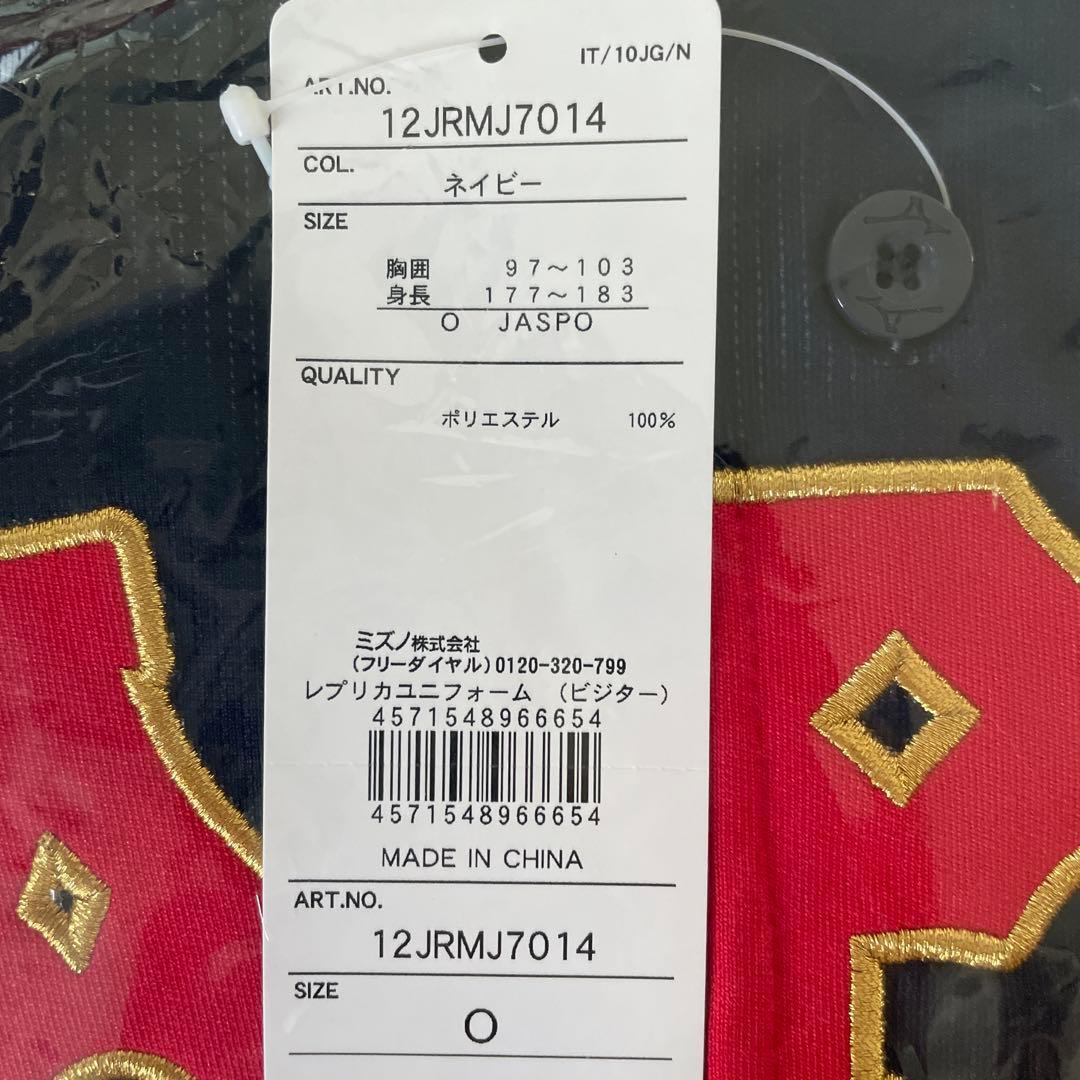 IT/10JG/N
ART.NO.
12JRMJ7014
COL.
ネイビー
SIZE
胸囲 97～103
身長 177～183
O JASPO
QUALITY
ポリエステル 100%
ミズノ株式会社
(フリーダイヤル)0120-320-799
レプリカユニフォーム (ビジター)
4571548966654
4571548966654
MADE IN CHINA
ART.NO.
12JRMJ7014
SIZE
O